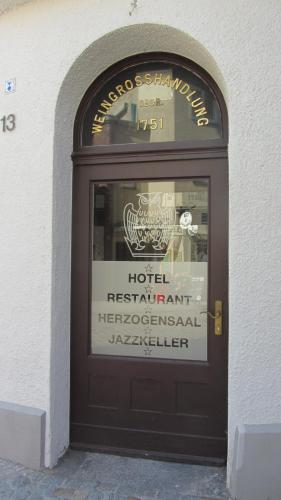 WEINGROSSHANDLUNG
GEGR.
1751
13
HOTEL
RESTAURANT
HERZOGENSAAL
JAZZKELLER